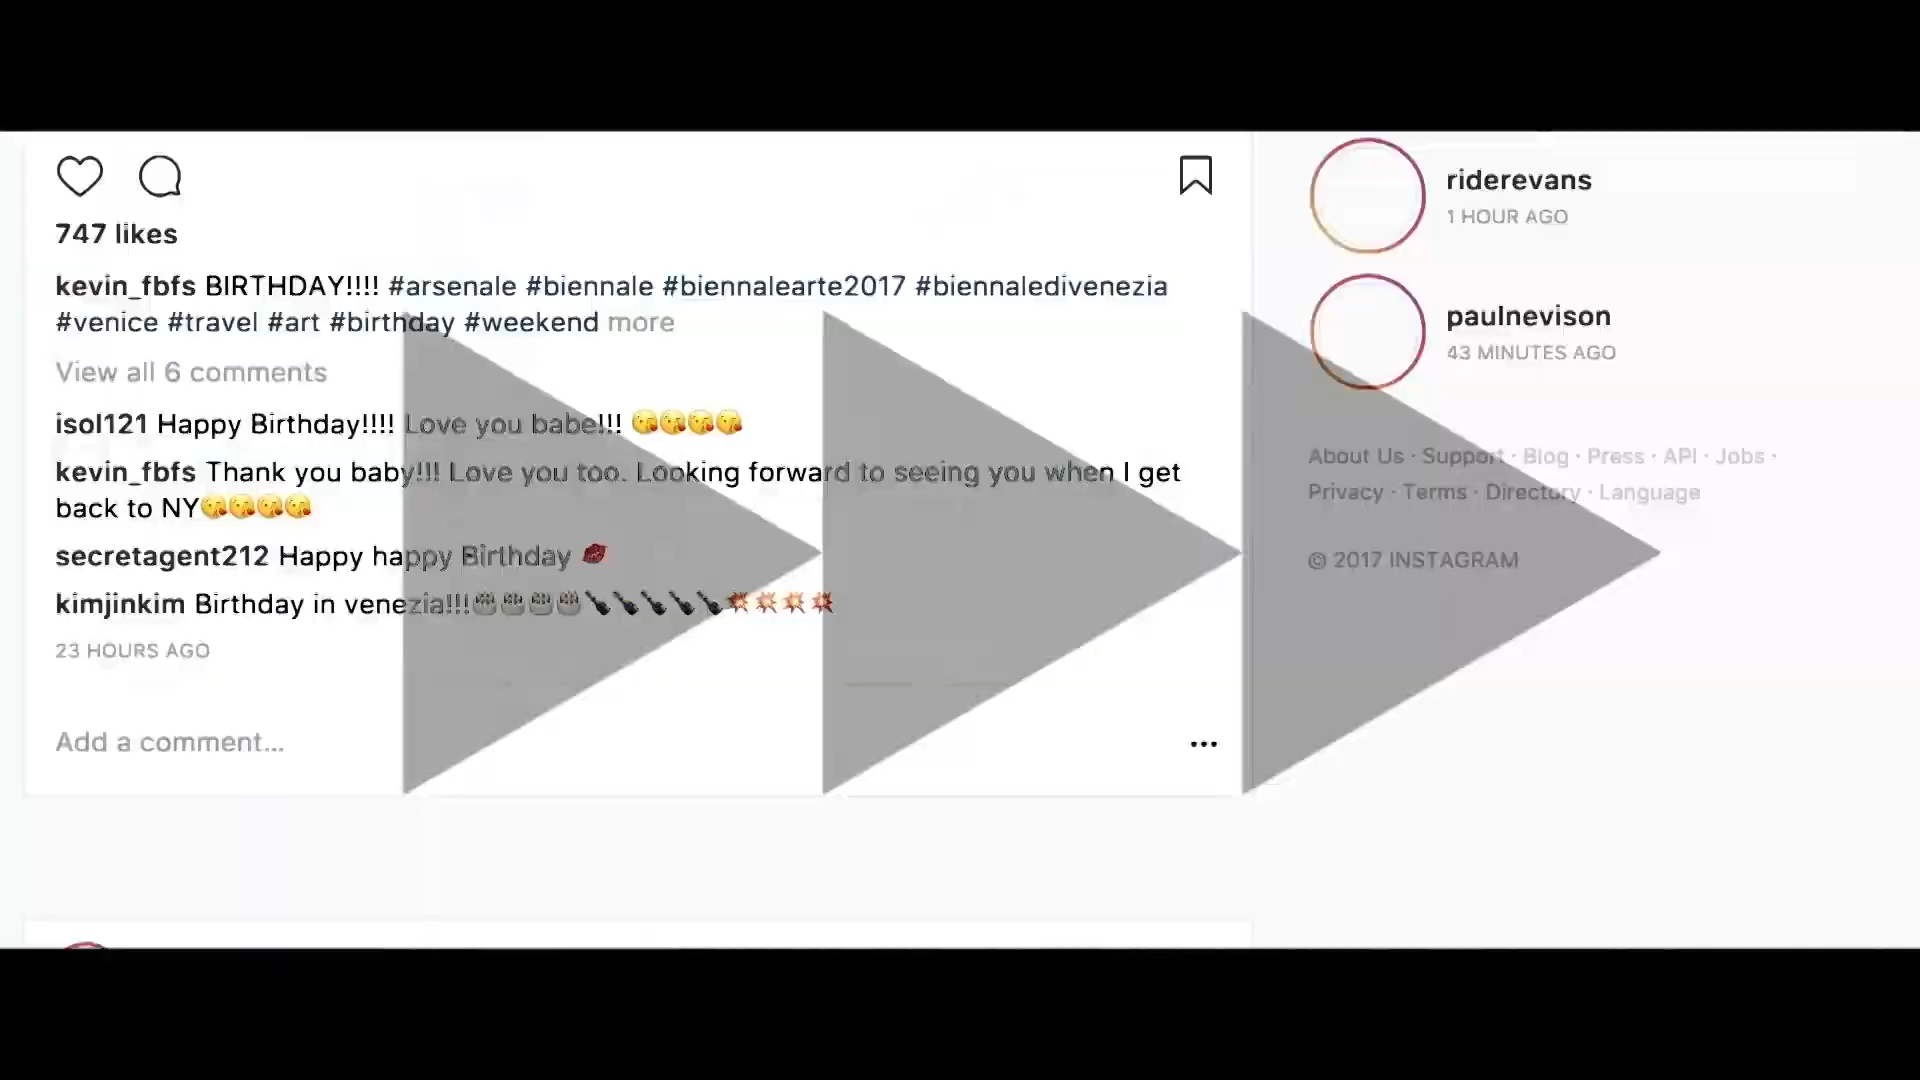 747 likes
kevin_fbfs BIRTHDAY!!!! #arsenale #biennale #biennalearte2017 #biennaledivenezia
#venice #travel #art #birthday #weekend more
View all 6 comments
isol121 Happy Birthday!!!! Love you babe!!! 😘😘😘😘
kevin_fbfs Thank you baby!!! Love you too. Looking forward to seeing you when I get
back to NY😘😘😘😘
secretagent212 Happy happy Birthday 💋
kimjinkim Birthday in venezia!!!🎂🎂🎂🎂🍾🍾🍾🍾🍾💥💥💥💥
23 HOURS AGO
Add a comment...
riderevans
1 HOUR AGO
paulnevison
43 MINUTES AGO
About Us · Support · Blog · Press · API · Jobs ·
Privacy · Terms · Directory · Language
© 2017 INSTAGRAM